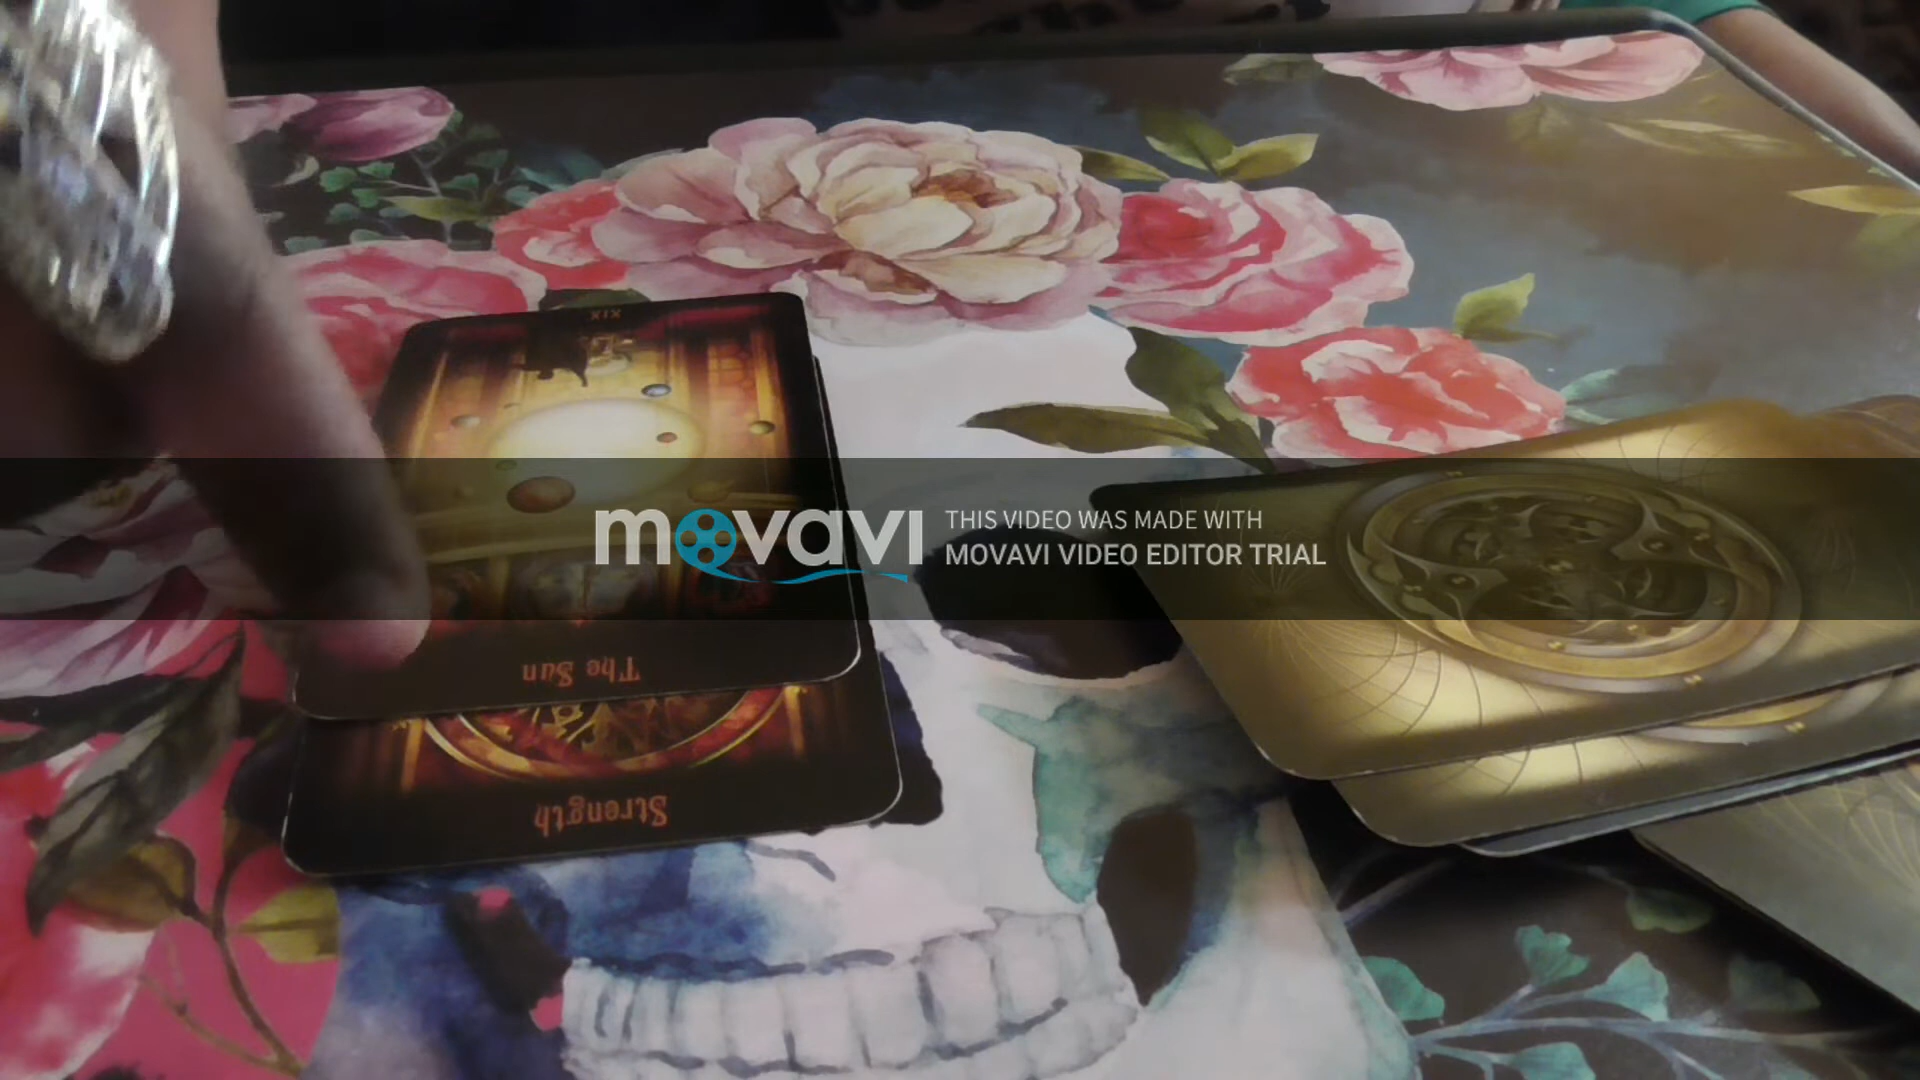 XIX
movavi
THIS VIDEO WAS MADE WITH
MOVAVI VIDEO EDITOR TRIAL
The Sun
Strength